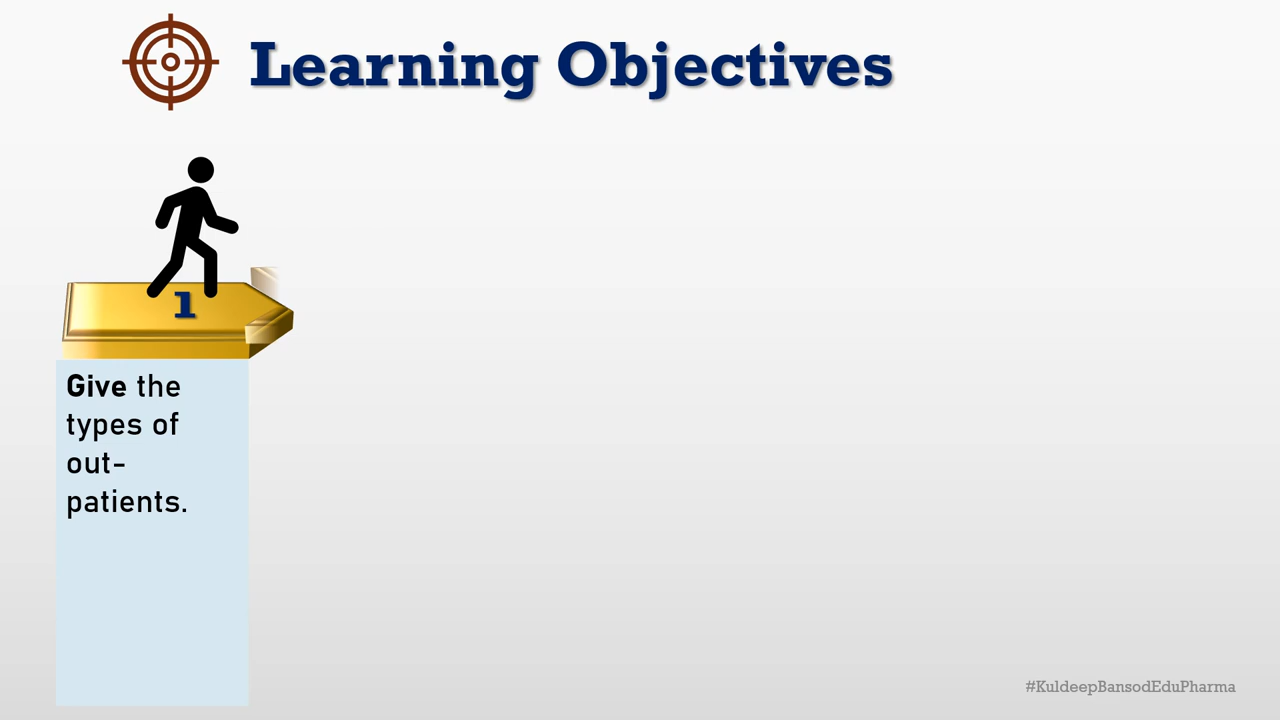 Learning Objectives
1
Give the
types of
out-
patients.
#KuldeepBansodEduPharma